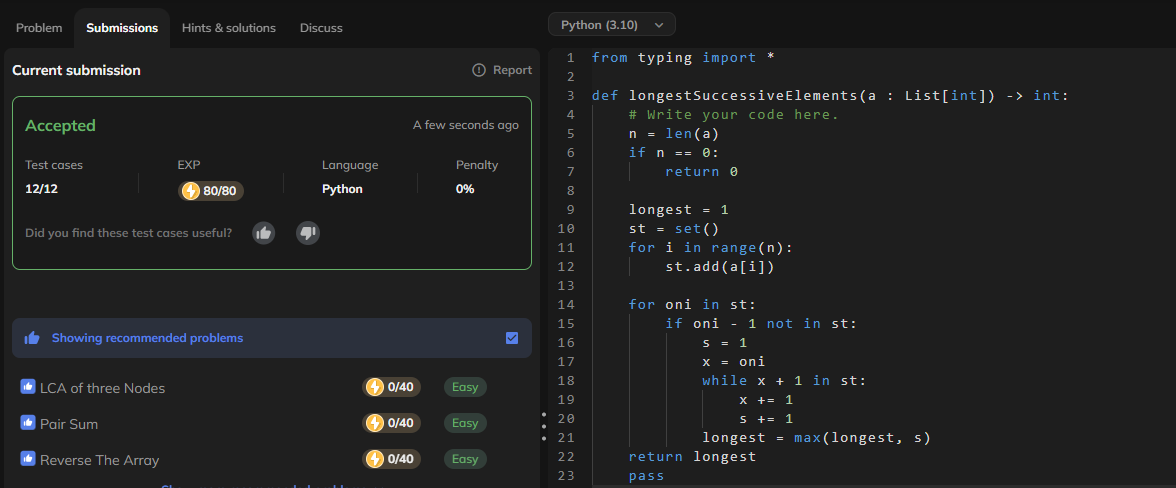 Problem Submissions Hints & solutions Discuss
Current submission Report
Accepted A few seconds ago
Test cases EXP Language Penalty
12/12 80/80 Python 0%
Did you find these test cases useful?
Showing recommended problems
LCA of three Nodes 0/40 Easy
Pair Sum 0/40 Easy
Reverse The Array 0/40 Easy
Python (3.10)
1 from typing import *
2
3 def longestSuccessiveElements(a : List[int]) -> int:
4     # Write your code here.
5     n = len(a)
6     if n == 0:
7         return 0
8
9     longest = 1
10     st = set()
11     for i in range(n):
12         st.add(a[i])
13
14     for oni in st:
15         if oni - 1 not in st:
16             s = 1
17             x = oni
18             while x + 1 in st:
19                 x += 1
20                 s += 1
21             longest = max(longest, s)
22     return longest
23     pass